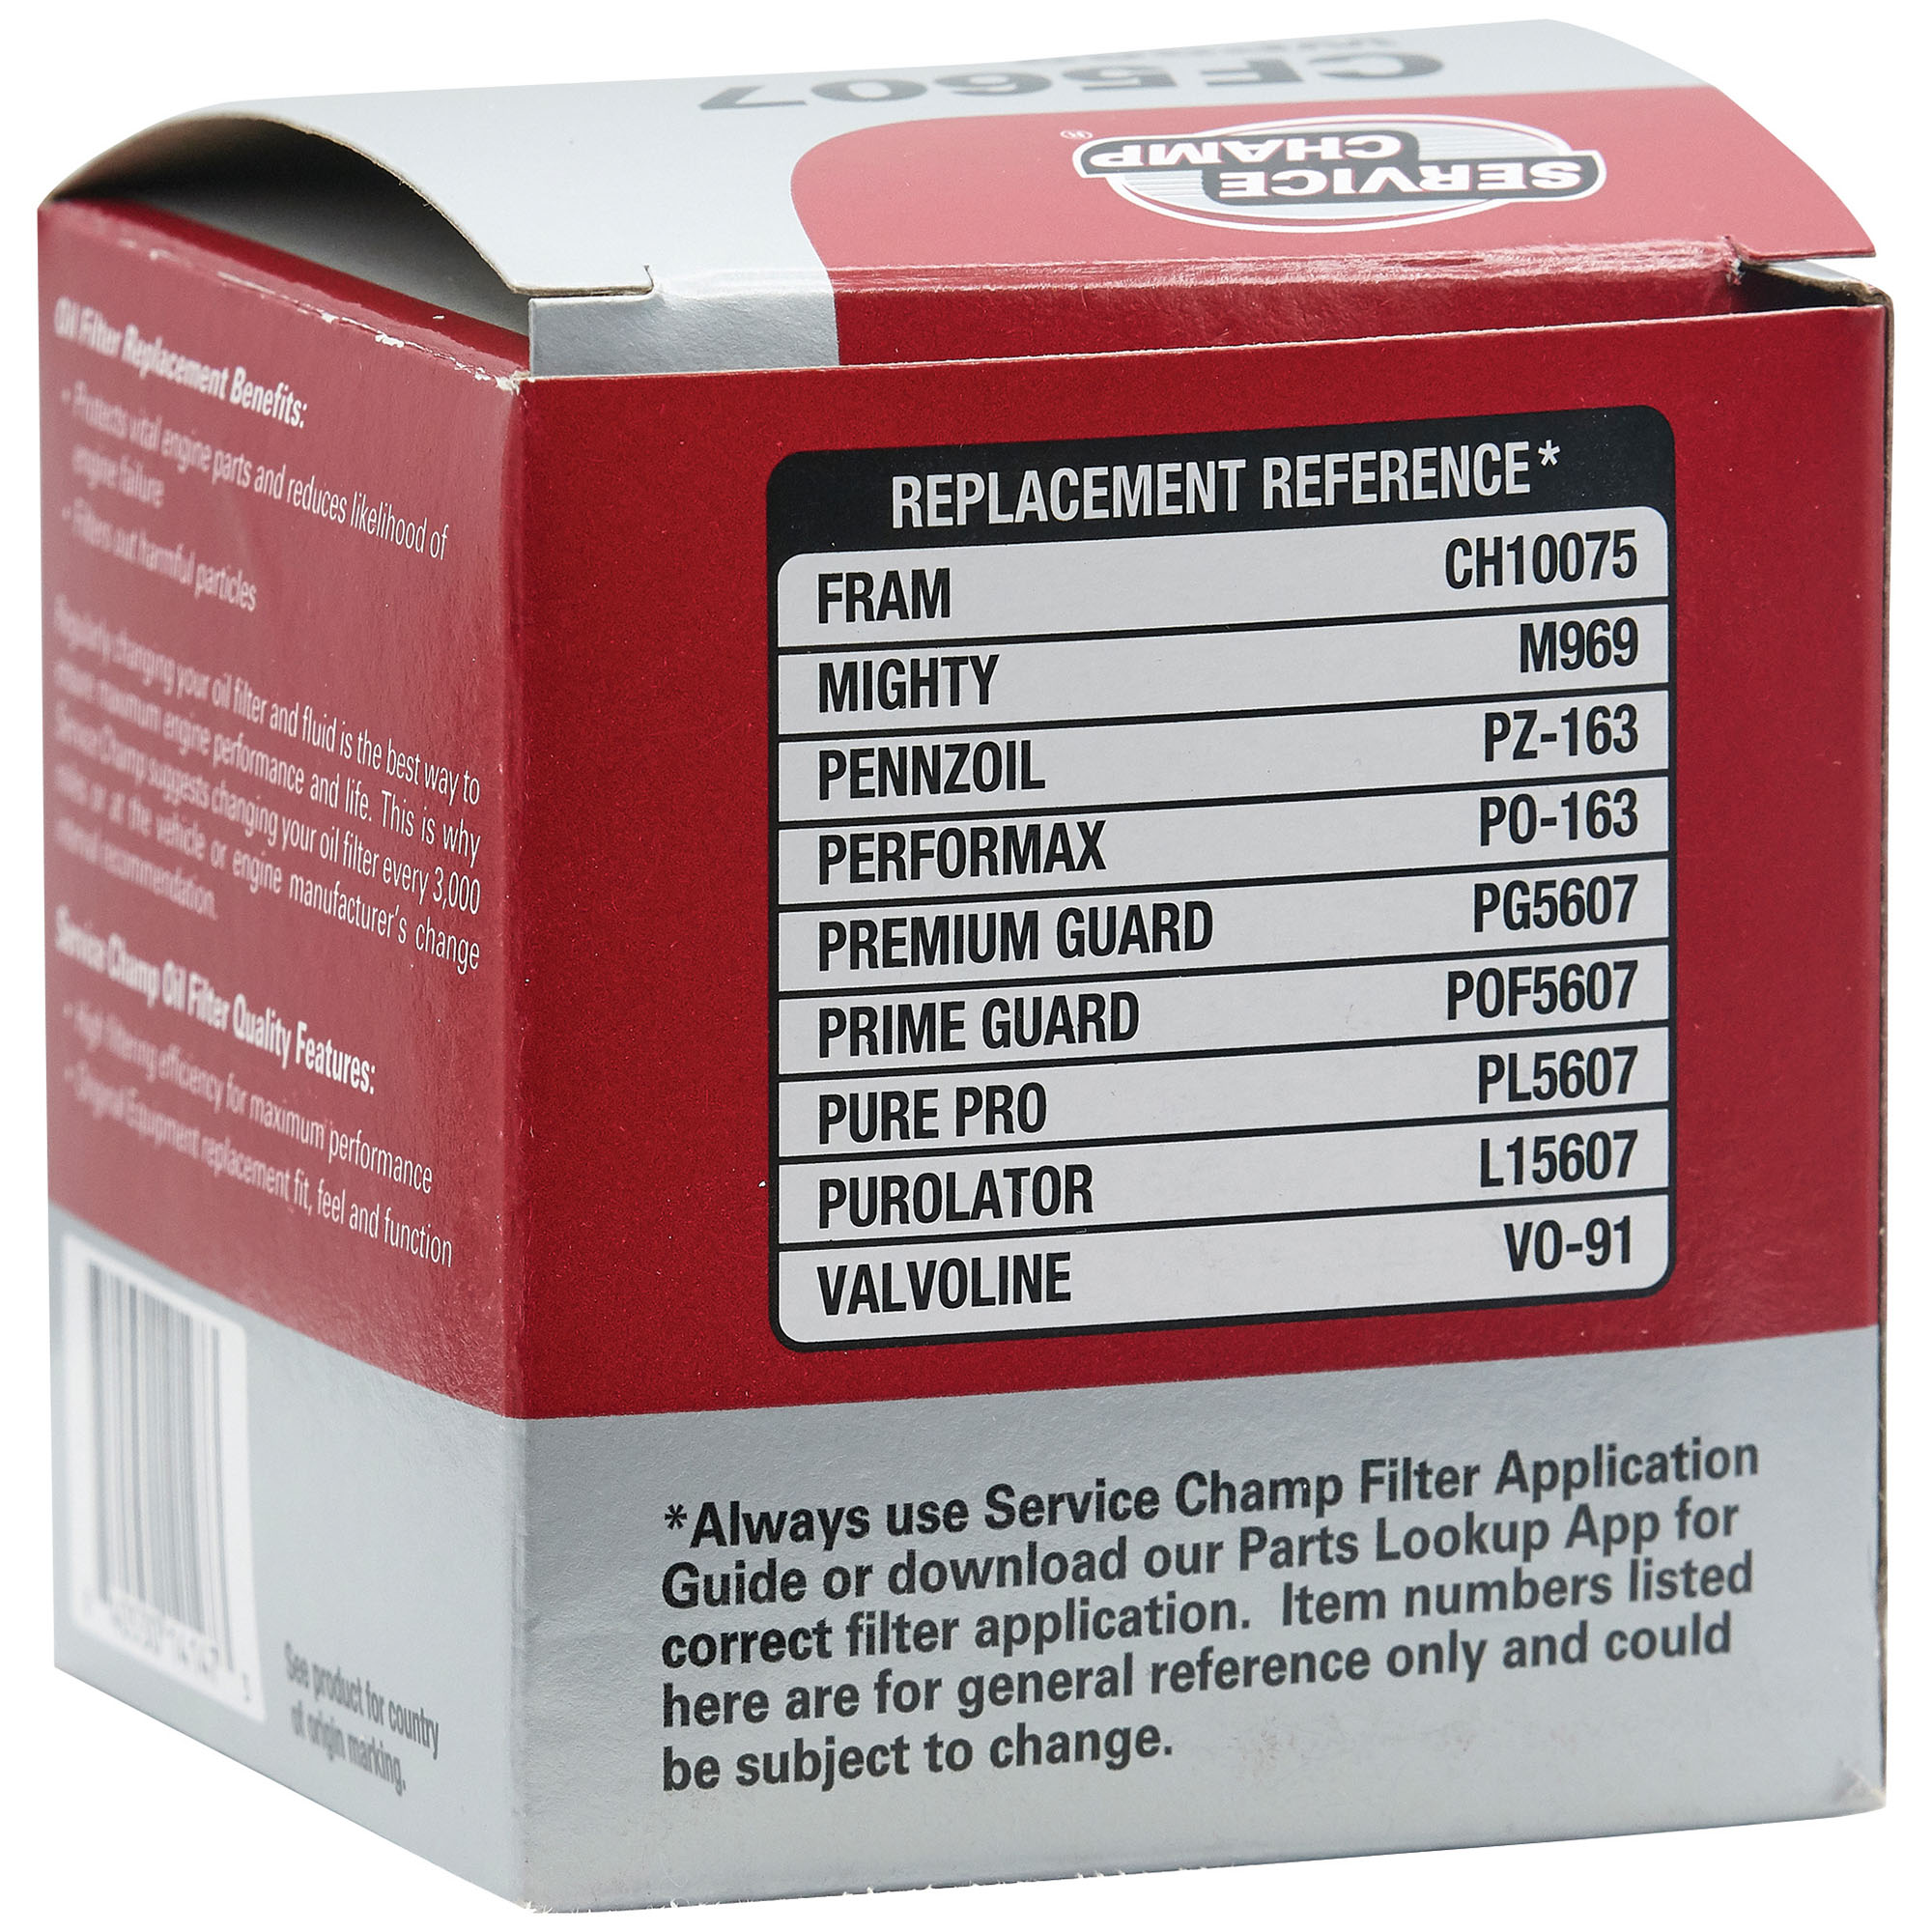 CF5607
SERVICE
CHAMP®
Oil Filter Replacement Benefits:
• Protects vital engine parts and reduces likelihood of
engine failure
• Filters out harmful particles
Regularly changing your oil filter and fluid is the best way to
ensure maximum engine performance and life. This is why
Service Champ suggests changing your oil filter every 3,000
miles or at the vehicle or engine manufacturer's change
interval recommendation.
Service Champ Oil Filter Quality Features:
• High filtering efficiency for maximum performance
• Original Equipment replacement fit, feel and function
See product for country
of origin marking.
REPLACEMENT REFERENCE*
FRAM CH10075
MIGHTY M969
PENNZOIL PZ-163
PERFORMAX PO-163
PREMIUM GUARD PG5607
PRIME GUARD POF5607
PURE PRO PL5607
PUROLATOR L15607
VALVOLINE VO-91
*Always use Service Champ Filter Application
Guide or download our Parts Lookup App for
correct filter application. Item numbers listed
here are for general reference only and could
be subject to change.